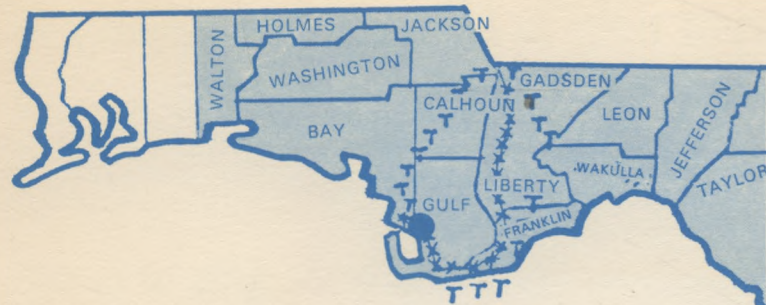 HOLMES
JACKSON
WALTON
WASHINGTON
GADSDEN
CALHOUN
LEON
BAY
JEFFERSON
WAKULLA
LIBERTY
TAYLOR
GULF
FRANKLIN